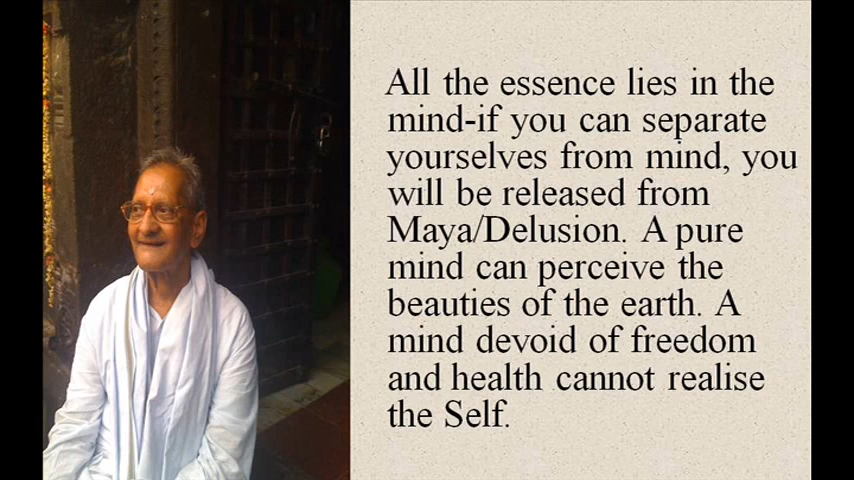 All the essence lies in the
mind-if you can separate
yourselves from mind, you
will be released from
Maya/Delusion. A pure
mind can perceive the
beauties of the earth. A
mind devoid of freedom
and health cannot realise
the Self.